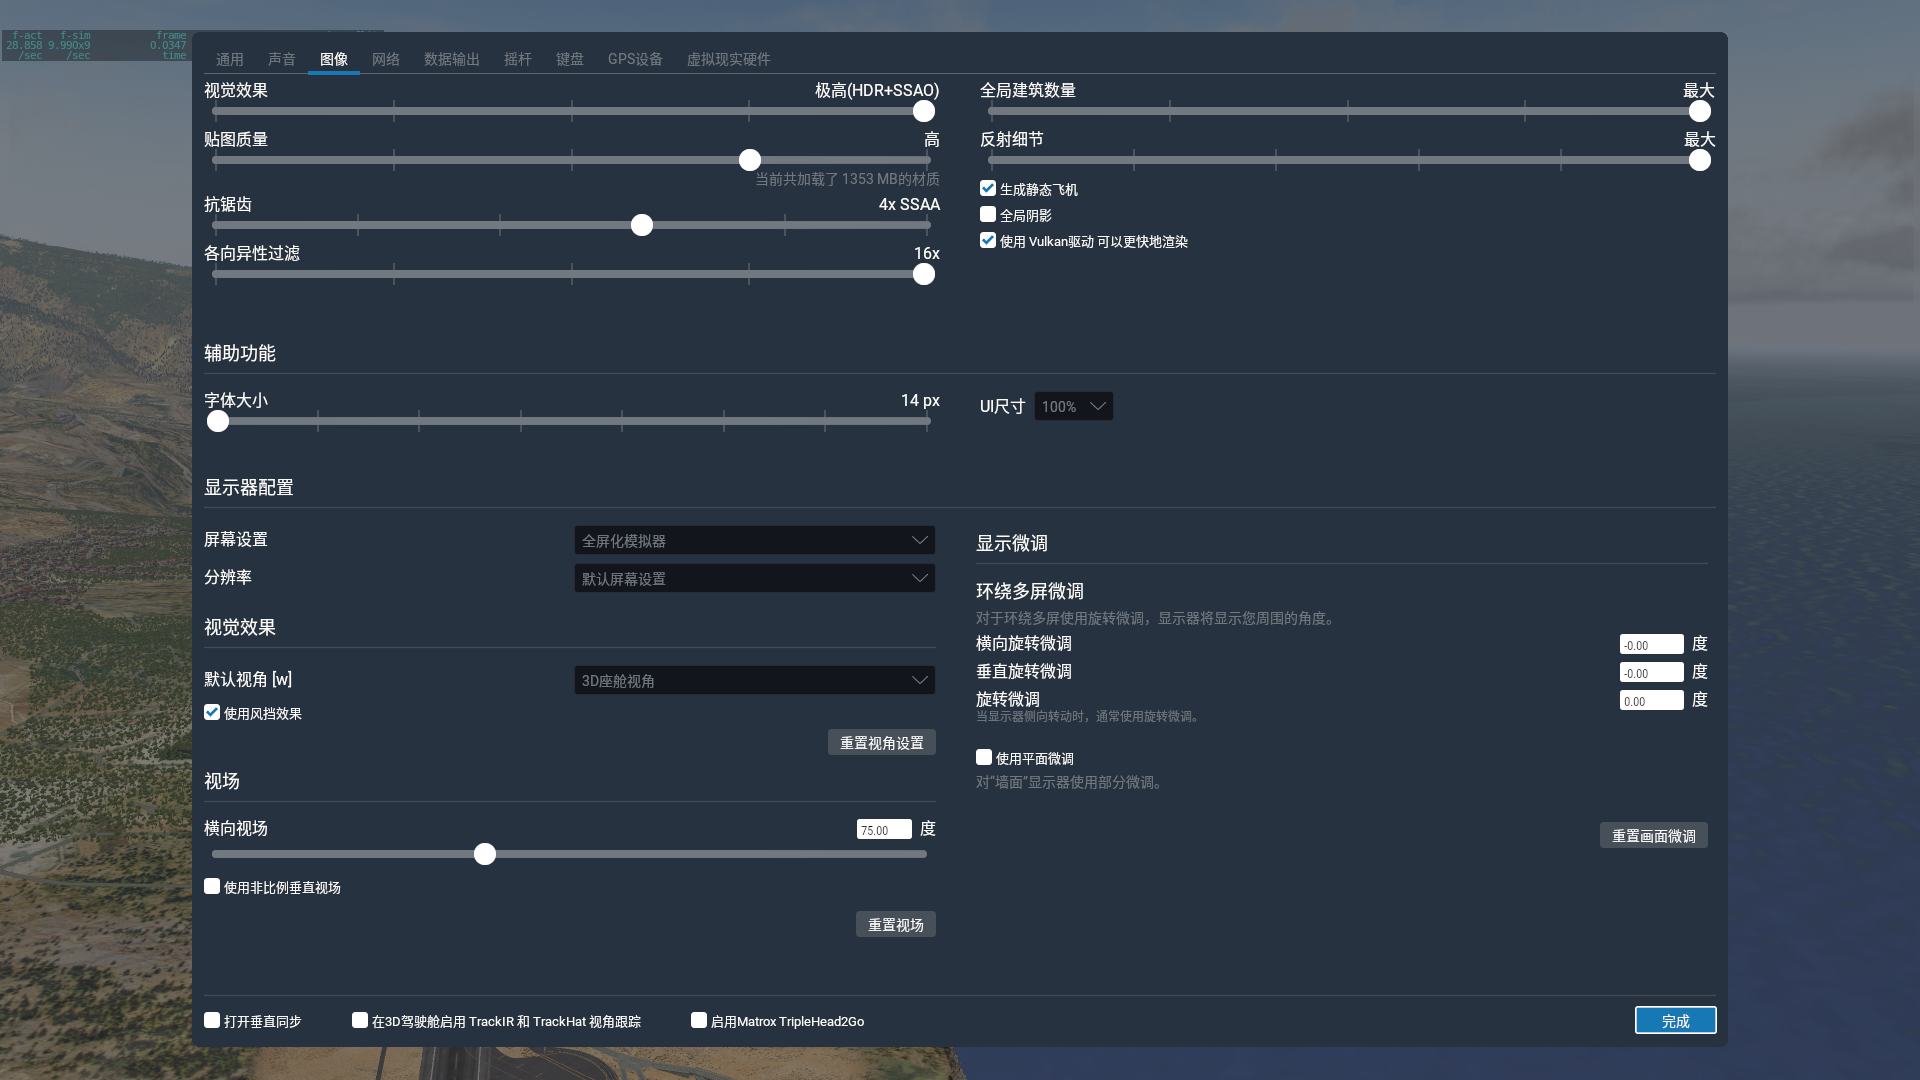 f-act f-sim frame
28.858 9.990x9 0.0347
/sec /sec time
通用 声音 图像 网络 数据输出 摇杆 键盘 GPS设备 虚拟现实硬件
视觉效果 极高(HDR+SSAO)
贴图质量 高
当前共加载了 1353 MB的材质
抗锯齿 4x SSAA
各向异性过滤 16x
全局建筑数量 最大
反射细节 最大
生成静态飞机
全局阴影
使用 Vulkan驱动 可以更快地渲染
辅助功能
字体大小 14 px
UI尺寸 100%
显示器配置
屏幕设置 全屏化模拟器
分辨率 默认屏幕设置
视觉效果
默认视角 [w] 3D座舱视角
使用风挡效果
重置视角设置
视场
横向视场 75.00 度
使用非比例垂直视场
重置视场
显示微调
环绕多屏微调
对于环绕多屏使用旋转微调，显示器将显示您周围的角度。
横向旋转微调 -0.00 度
垂直旋转微调 -0.00 度
旋转微调 0.00 度
当显示器侧向转动时，通常使用旋转微调。
使用平面微调
对“墙面”显示器使用部分微调。
重置画面微调
打开垂直同步 在3D驾驶舱启用 TrackIR 和 TrackHat 视角跟踪 启用Matrox TripleHead2Go
完成